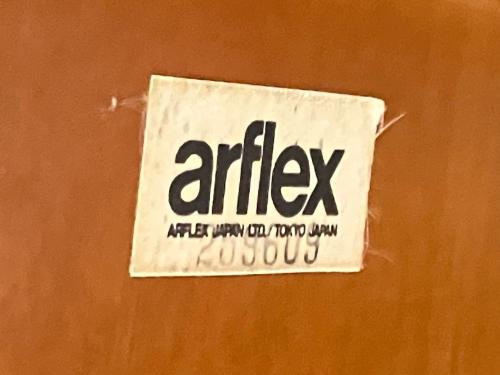 arflex
ARFLEX JAPAN LTD./ TOKYO JAPAN
259609